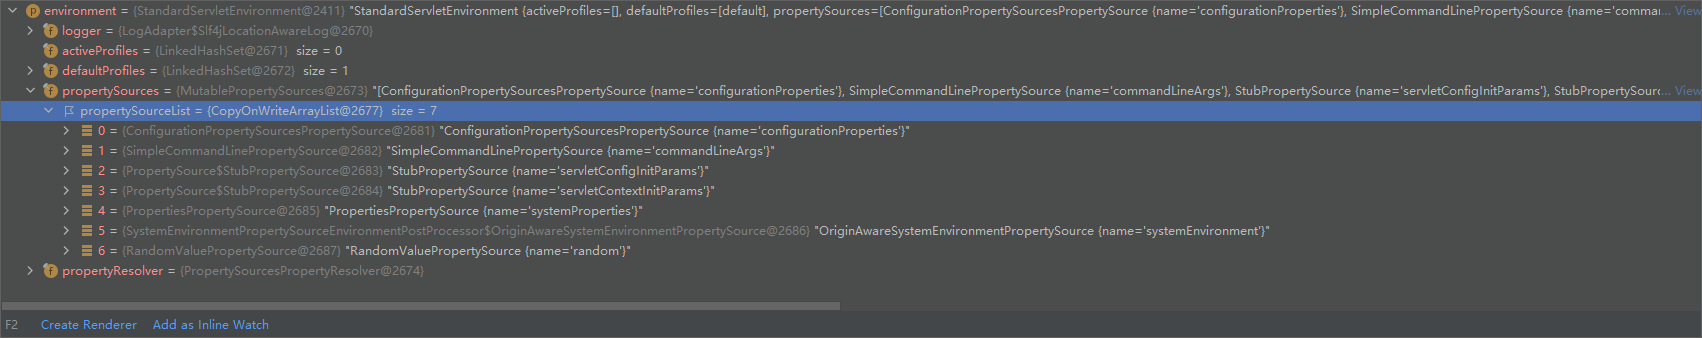 environment = {StandardServletEnvironment@2411} "StandardServletEnvironment {activeProfiles=[], defaultProfiles=[default], propertySources=[ConfigurationPropertySourcesPropertySource {name='configurationProperties'}, SimpleCommandLinePropertySource {name='comman... View
logger = {LogAdapter$Slf4jLocationAwareLog@2670}
activeProfiles = {LinkedHashSet@2671} size = 0
defaultProfiles = {LinkedHashSet@2672} size = 1
propertySources = {MutablePropertySources@2673} "[ConfigurationPropertySourcesPropertySource {name='configurationProperties'}, SimpleCommandLinePropertySource {name='commandLineArgs'}, StubPropertySource {name='servletConfigInitParams'}, StubPropertySourc... View
propertySourceList = {CopyOnWriteArrayList@2677} size = 7
0 = {ConfigurationPropertySourcesPropertySource@2681} "ConfigurationPropertySourcesPropertySource {name='configurationProperties'}"
1 = {SimpleCommandLinePropertySource@2682} "SimpleCommandLinePropertySource {name='commandLineArgs'}"
2 = {PropertySource$StubPropertySource@2683} "StubPropertySource {name='servletConfigInitParams'}"
3 = {PropertySource$StubPropertySource@2684} "StubPropertySource {name='servletContextInitParams'}"
4 = {PropertiesPropertySource@2685} "PropertiesPropertySource {name='systemProperties'}"
5 = {SystemEnvironmentPropertySourceEnvironmentPostProcessor$OriginAwareSystemEnvironmentPropertySource@2686} "OriginAwareSystemEnvironmentPropertySource {name='systemEnvironment'}"
6 = {RandomValuePropertySource@2687} "RandomValuePropertySource {name='random'}"
propertyResolver = {PropertySourcesPropertyResolver@2674}
F2 Create Renderer Add as Inline Watch